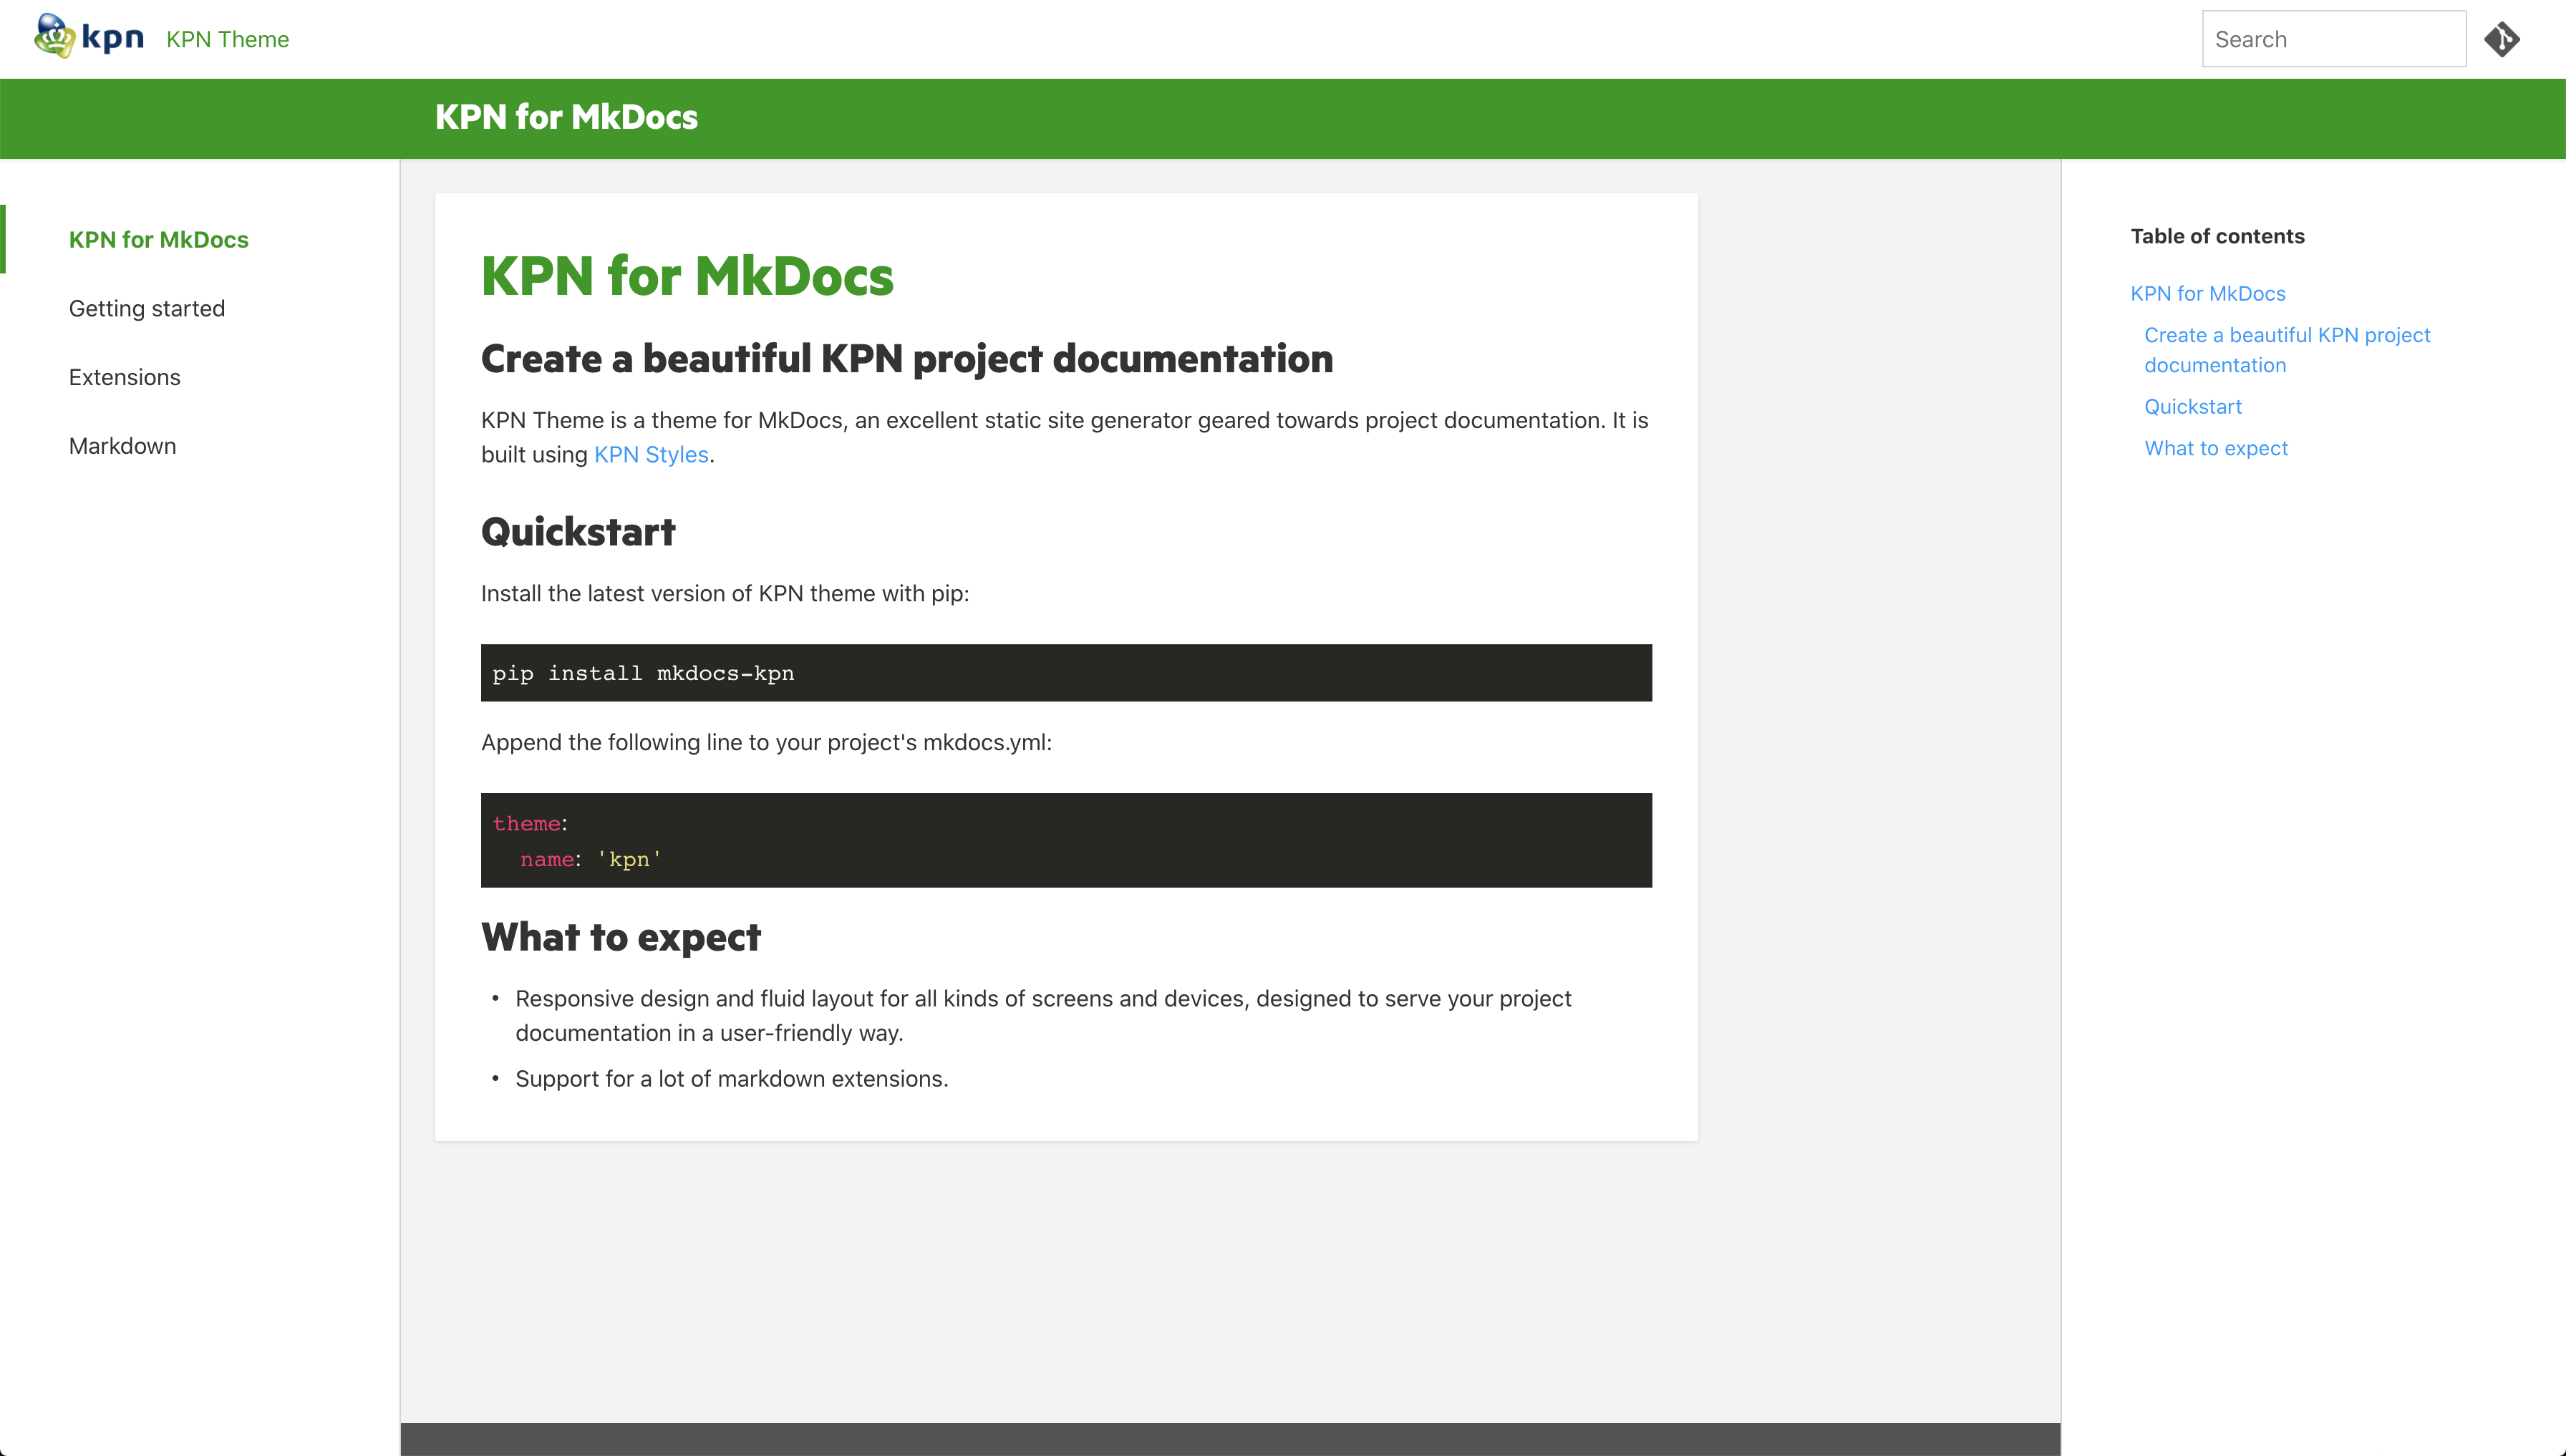 kpn KPN Theme
Search
KPN for MkDocs
KPN for MkDocs
Getting started
Extensions
Markdown
KPN for MkDocs
Create a beautiful KPN project documentation
KPN Theme is a theme for MkDocs, an excellent static site generator geared towards project documentation. It is
built using KPN Styles.
Quickstart
Install the latest version of KPN theme with pip:
pip install mkdocs-kpn
Append the following line to your project's mkdocs.yml:
theme:
  name: 'kpn'
What to expect
• Responsive design and fluid layout for all kinds of screens and devices, designed to serve your project
documentation in a user-friendly way.
• Support for a lot of markdown extensions.
Table of contents
KPN for MkDocs
Create a beautiful KPN project
documentation
Quickstart
What to expect